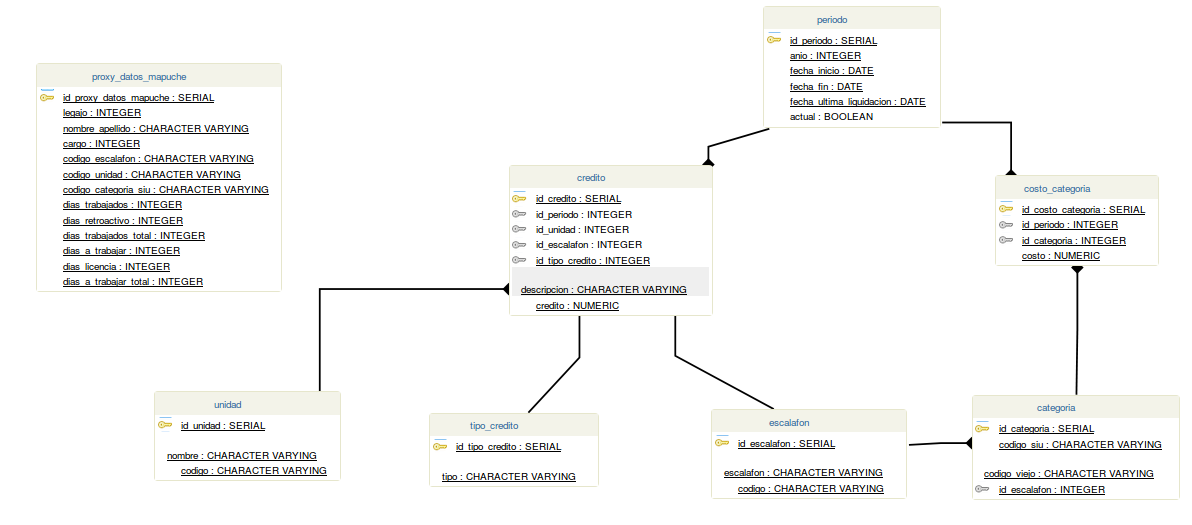 periodo
id_periodo : SERIAL
anio : INTEGER
fecha_inicio : DATE
fecha_fin : DATE
fecha_ultima_liquidacion : DATE
actual : BOOLEAN
proxy_datos_mapuche
id_proxy_datos_mapuche : SERIAL
legajo : INTEGER
nombre_apellido : CHARACTER VARYING
cargo : INTEGER
codigo_escalafon : CHARACTER VARYING
codigo_unidad : CHARACTER VARYING
codigo_categoria_siu : CHARACTER VARYING
dias_trabajados : INTEGER
dias_retroactivo : INTEGER
dias_trabajados_total : INTEGER
dias_a_trabajar : INTEGER
dias_licencia : INTEGER
dias_a_trabajar_total : INTEGER
credito
id_credito : SERIAL
id_periodo : INTEGER
id_unidad : INTEGER
id_escalafon : INTEGER
id_tipo_credito : INTEGER
descripcion : CHARACTER VARYING
credito : NUMERIC
costo_categoria
id_costo_categoria : SERIAL
id_periodo : INTEGER
id_categoria : INTEGER
costo : NUMERIC
unidad
id_unidad : SERIAL
nombre : CHARACTER VARYING
codigo : CHARACTER VARYING
tipo_credito
id_tipo_credito : SERIAL
tipo : CHARACTER VARYING
escalafon
id_escalafon : SERIAL
escalafon : CHARACTER VARYING
codigo : CHARACTER VARYING
categoria
id_categoria : SERIAL
codigo_siu : CHARACTER VARYING
codigo_viejo : CHARACTER VARYING
id_escalafon : INTEGER